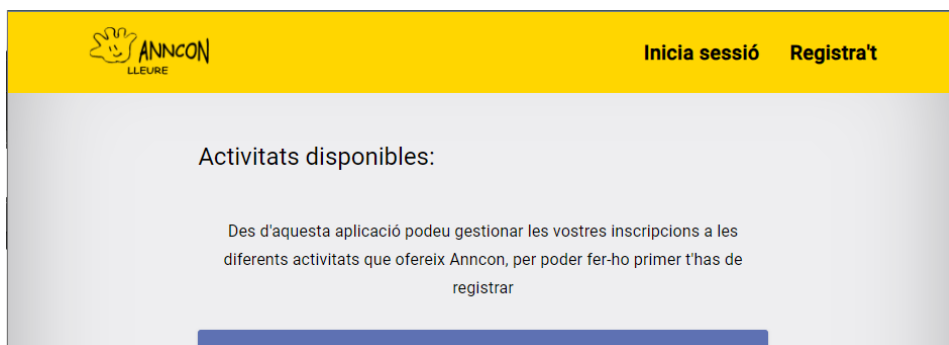 ANNCON
LLEURE
Inicia sessió
Registra't
Activitats disponibles:
Des d'aquesta aplicació podeu gestionar les vostres inscripcions a les
diferents activitats que ofereix Anncon, per poder fer-ho primer t'has de
registrar